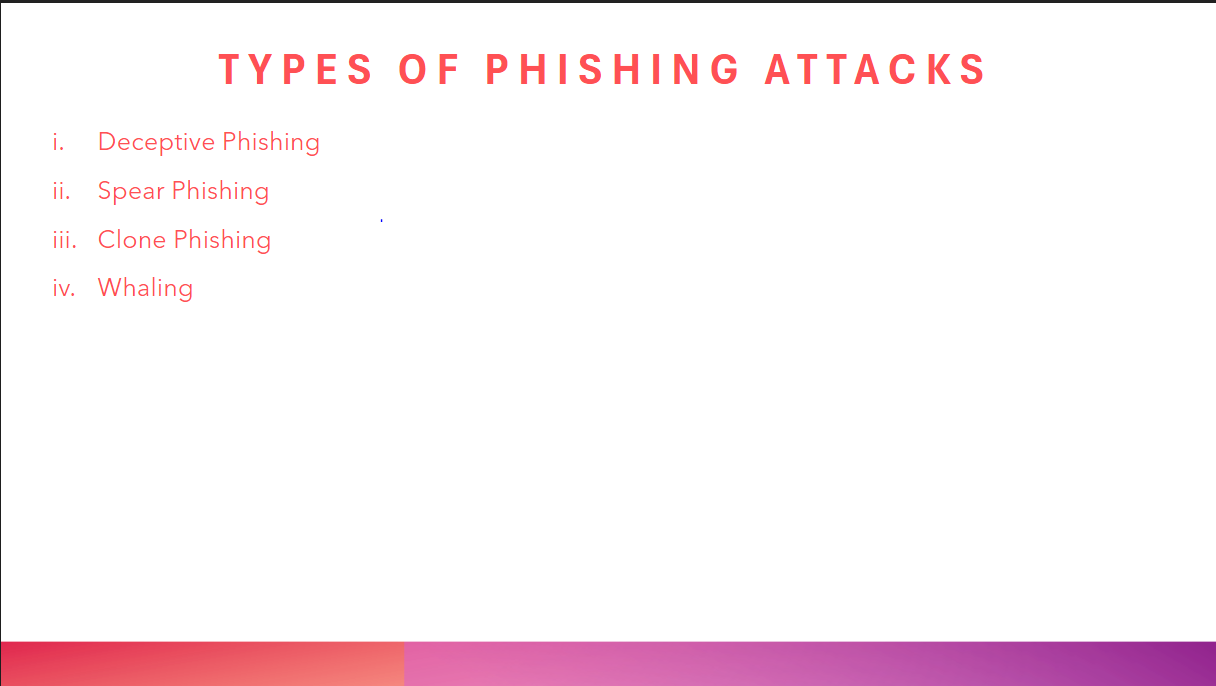 TYPES OF PHISHING ATTACKS
i. Deceptive Phishing
ii. Spear Phishing
iii. Clone Phishing
iv. Whaling